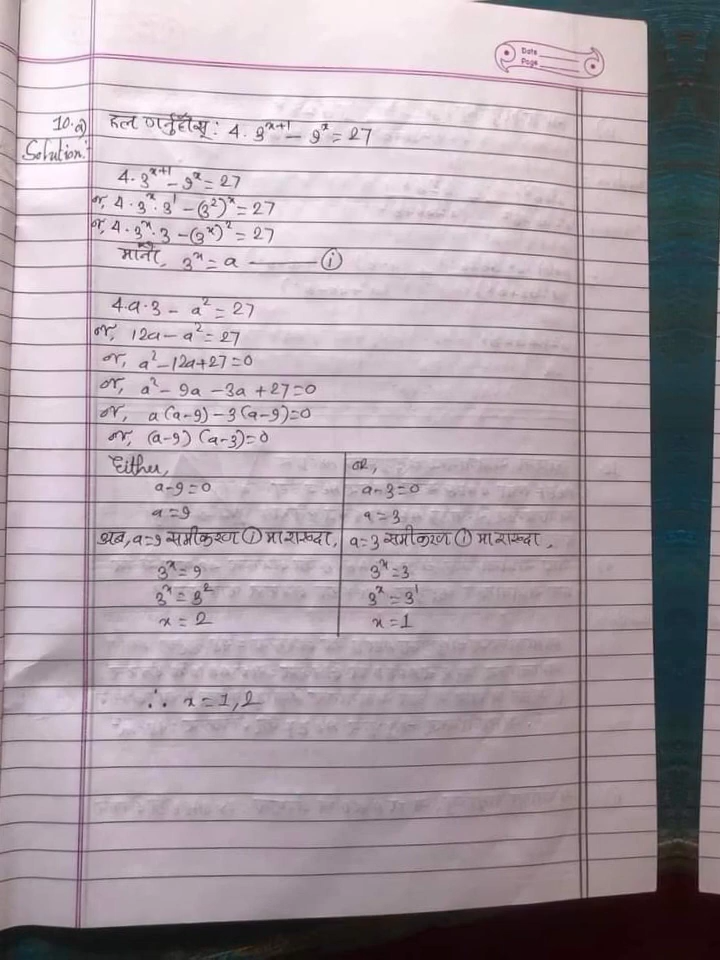 Date
Page
10.a) हल गर्नुहोस्: 4·3^(x+1) - 9^x = 27
Solution:
4·3^(x+1) - 9^x = 27
or, 4·3^x·3^1 - (3^2)^x = 27
or, 4·3^x·3 - (3^x)^2 = 27
मानौं, 3^x = a ——— (i)
4·a·3 - a^2 = 27
or, 12a - a^2 = 27
or, a^2 - 12a + 27 = 0
or, a^2 - 9a - 3a + 27 = 0
or, a(a-9) - 3(a-9) = 0
or, (a-9) (a-3) = 0
Either,
a-9=0
a=9
अब, a=9 समीकरण (i) मा राख्दा,
3^x = 9
3^x = 3^2
x = 2
OR,
a-3=0
a=3
a=3 समीकरण (i) मा राख्दा,
3^x = 3
3^x = 3^1
x = 1
∴ x = 1, 2